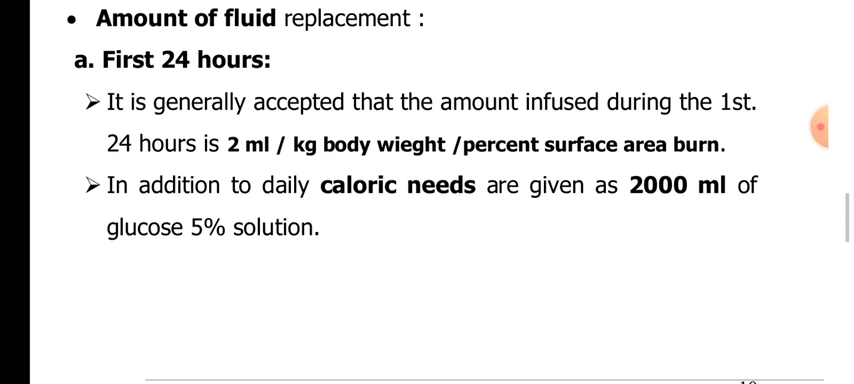 • Amount of fluid replacement :
a. First 24 hours:
➢ It is generally accepted that the amount infused during the 1st.
24 hours is 2 ml / kg body wieght /percent surface area burn.
➢ In addition to daily caloric needs are given as 2000 ml of
glucose 5% solution.